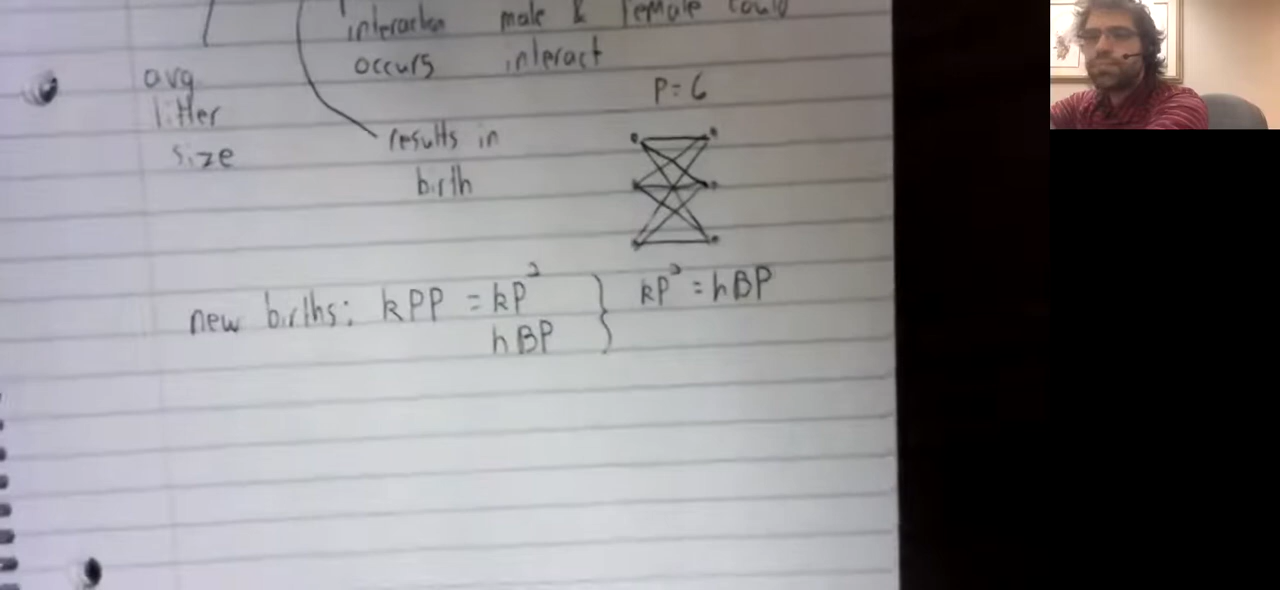 interaction male & female could
occurs interact
avg
litter
size
results in
birth
P = 6
new births: kPP = kP²
hBP
kP² = hBP